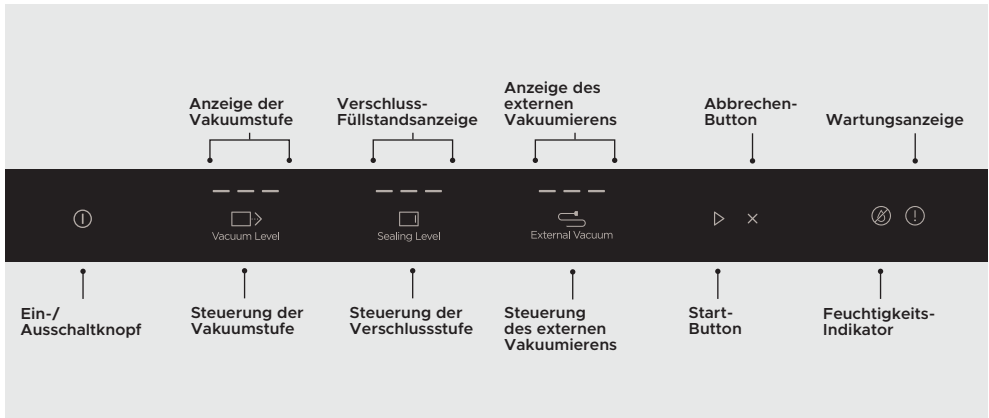 Anzeige der
Vakuumstufe
Verschluss-
Füllstandsanzeige
Anzeige des
externen
Vakuumierens
Abbrechen-
Button
Wartungsanzeige
Vacuum Level
Sealing Level
External Vacuum
Ein-/
Ausschaltknopf
Steuerung der
Vakuumstufe
Steuerung der
Verschlussstufe
Steuerung
des externen
Vakuumierens
Start-
Button
Feuchtigkeits-
Indikator